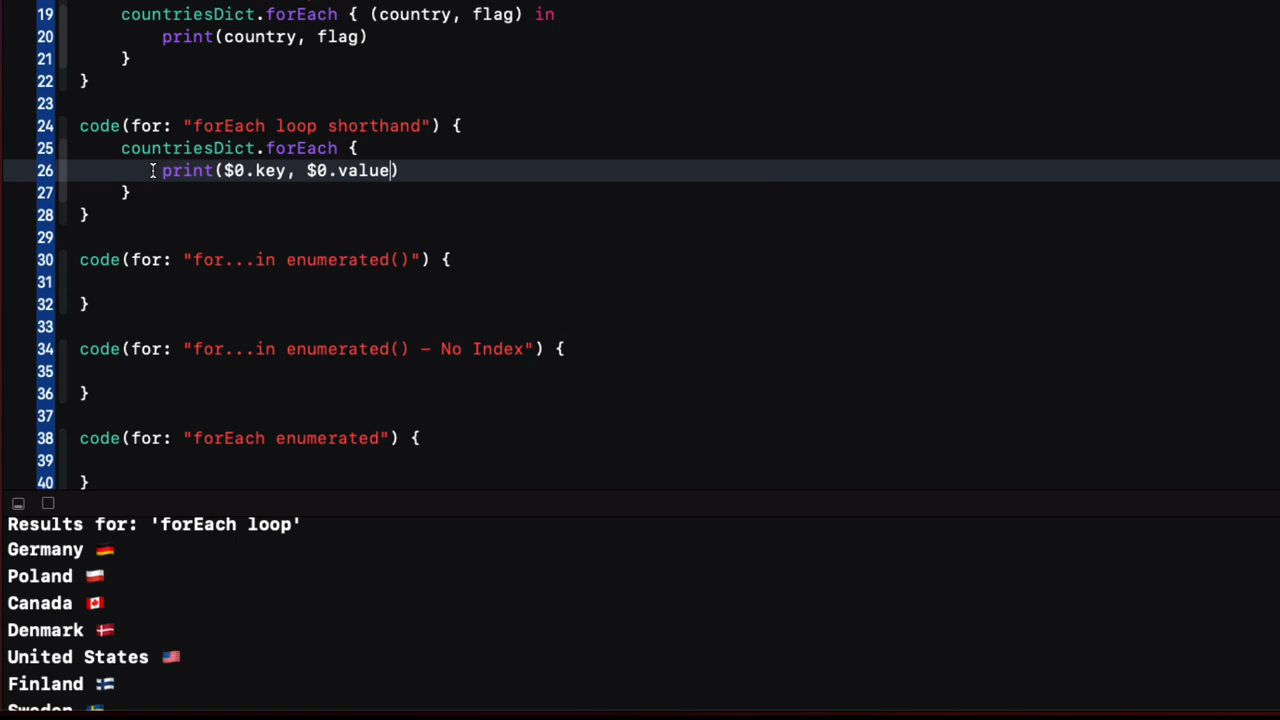 19 countriesDict.forEach { (country, flag) in
20 print(country, flag)
21 }
22 }
23
24 code(for: "forEach loop shorthand") {
25 countriesDict.forEach {
26 print($0.key, $0.value)
27 }
28 }
29
30 code(for: "for...in enumerated()") {
31
32 }
33
34 code(for: "for...in enumerated() – No Index") {
35
36 }
37
38 code(for: "forEach enumerated") {
39
40 }
Results for: 'forEach loop'
Germany 🇩🇪
Poland 🇵🇱
Canada 🇨🇦
Denmark 🇩🇰
United States 🇺🇸
Finland 🇫🇮
Sweden 🇸🇪